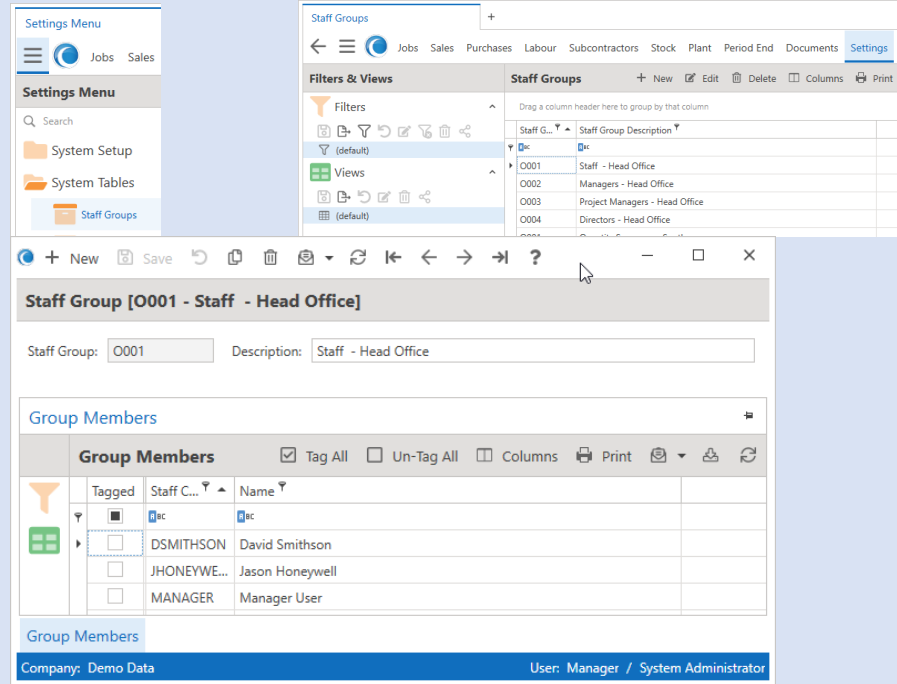 Settings Menu
Jobs Sales
Settings Menu
Search
System Setup
System Tables
Staff Groups
Staff Groups +
Jobs Sales Purchases Labour Subcontractors Stock Plant Period End Documents Settings
Filters & Views
Filters
(default)
Views
(default)
Staff Groups + New Edit Delete Columns Print
Drag a column header here to group by that column
Staff G... Staff Group Description
ABC ABC
O001 Staff - Head Office
O002 Managers - Head Office
O003 Project Managers - Head Office
O004 Directors - Head Office
+ New Save ?
Staff Group [O001 - Staff - Head Office]
Staff Group: O001 Description: Staff - Head Office
Group Members
Group Members Tag All Un-Tag All Columns Print
Tagged Staff C... Name
ABC ABC
DSMITHSON David Smithson
JHONEYWE... Jason Honeywell
MANAGER Manager User
Group Members
Company: Demo Data User: Manager / System Administrator